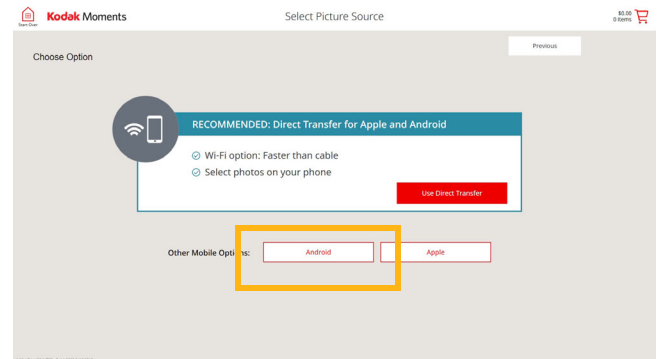 Kodak Moments
Select Picture Source
$0.00
0 Items
Start Over
Previous
Choose Option
RECOMMENDED: Direct Transfer for Apple and Android
Wi-Fi option: Faster than cable
Select photos on your phone
Use Direct Transfer
Other Mobile Options:
Android
Apple